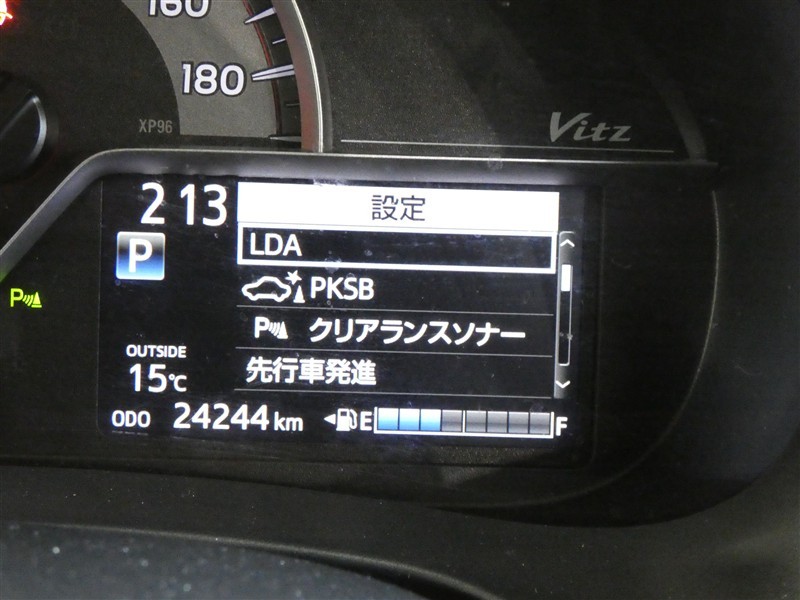 160
180
XP96
Vitz
2 13
設定
P
LDA
PKSB
P クリアランスソナー
P
OUTSIDE
15℃
先行車発進
ODO 24244 km
E F